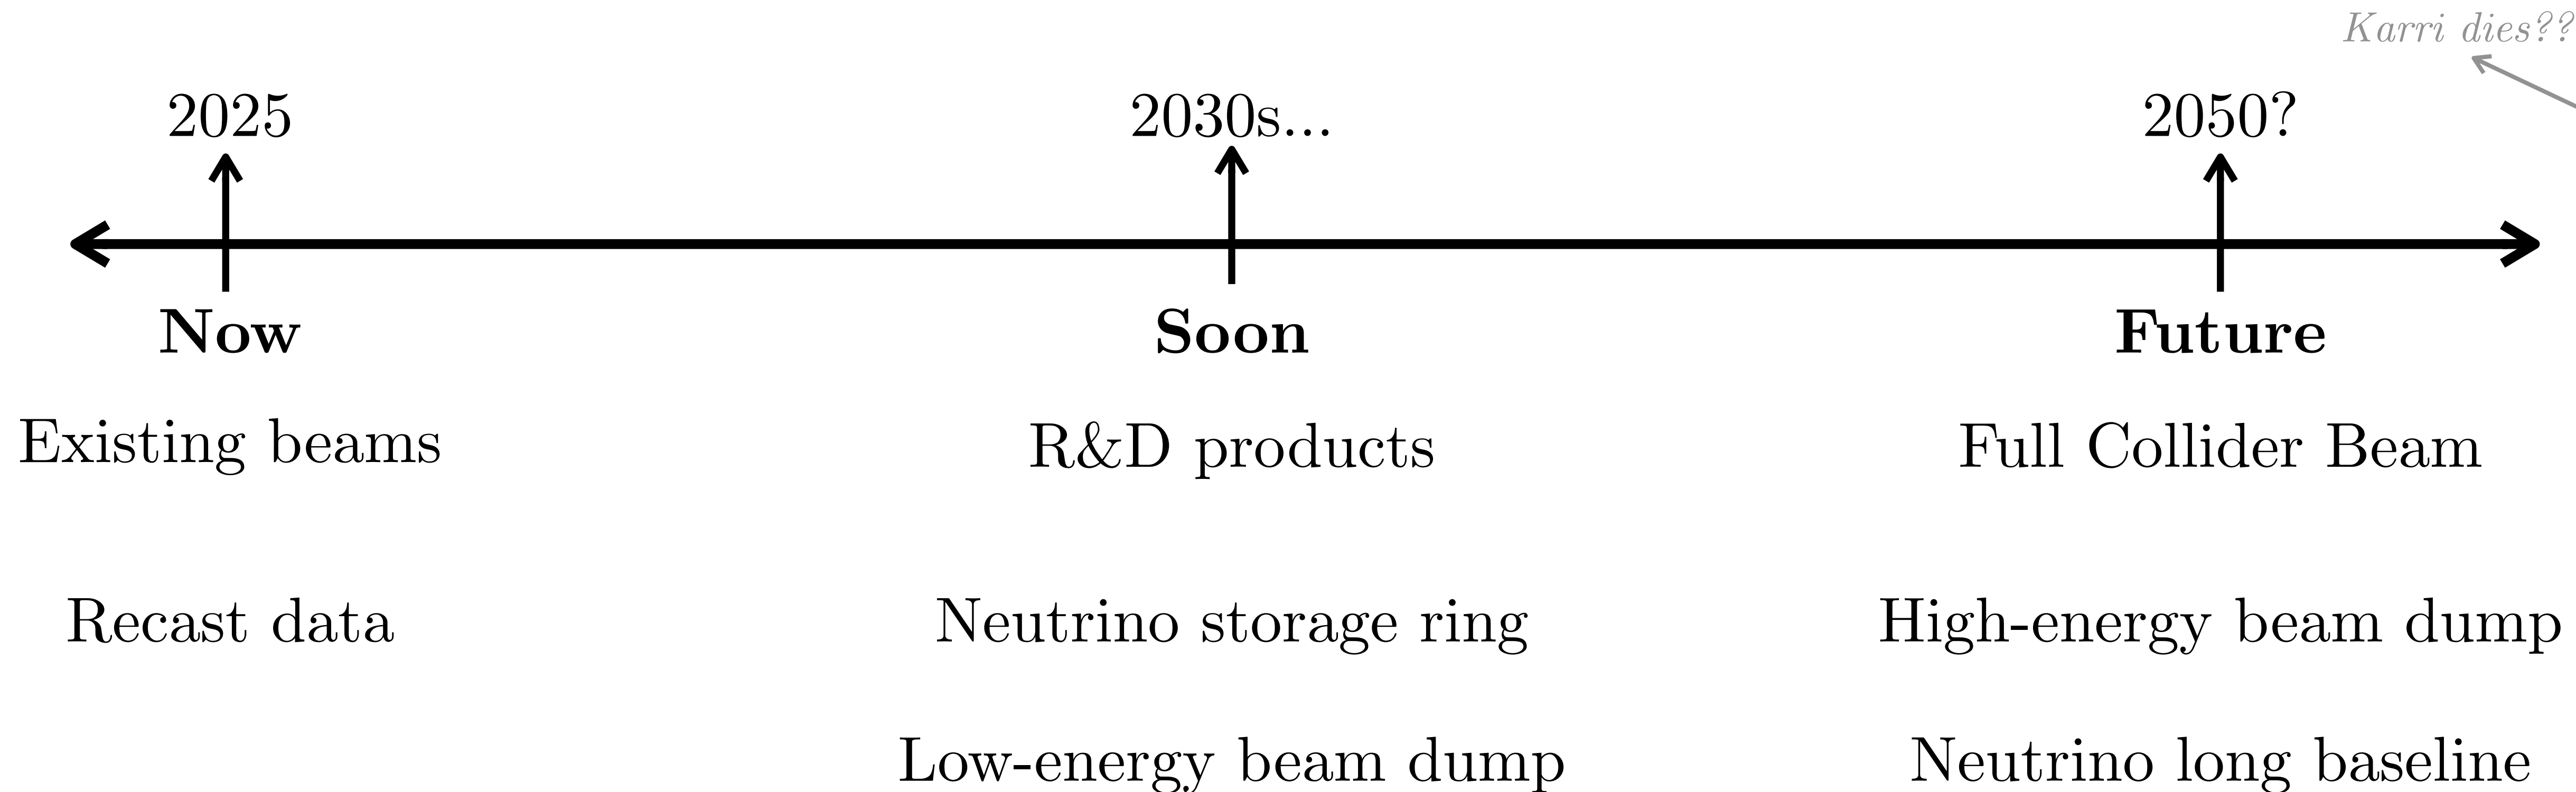 Karri dies??
2025
2030s...
2050?
Now
Soon
Future
Existing beams
R&D products
Full Collider Beam
Recast data
Neutrino storage ring
High-energy beam dump
Low-energy beam dump
Neutrino long baseline